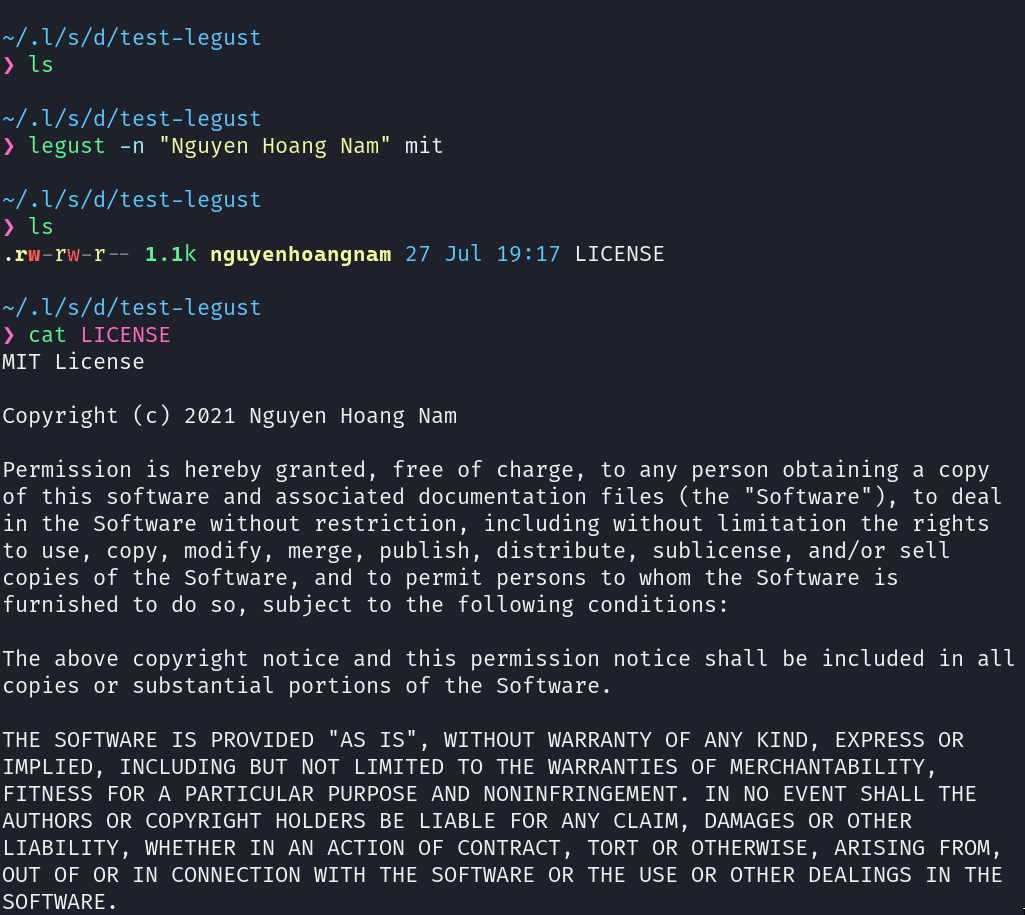 ~/.l/s/d/test-legust
❯ ls
~/.l/s/d/test-legust
❯ legust -n "Nguyen Hoang Nam" mit
~/.l/s/d/test-legust
❯ ls
.rw-rw-r-- 1.1k nguyenhoangnam 27 Jul 19:17 LICENSE
~/.l/s/d/test-legust
❯ cat LICENSE
MIT License
Copyright (c) 2021 Nguyen Hoang Nam
Permission is hereby granted, free of charge, to any person obtaining a copy
of this software and associated documentation files (the "Software"), to deal
in the Software without restriction, including without limitation the rights
to use, copy, modify, merge, publish, distribute, sublicense, and/or sell
copies of the Software, and to permit persons to whom the Software is
furnished to do so, subject to the following conditions:
The above copyright notice and this permission notice shall be included in all
copies or substantial portions of the Software.
THE SOFTWARE IS PROVIDED "AS IS", WITHOUT WARRANTY OF ANY KIND, EXPRESS OR
IMPLIED, INCLUDING BUT NOT LIMITED TO THE WARRANTIES OF MERCHANTABILITY,
FITNESS FOR A PARTICULAR PURPOSE AND NONINFRINGEMENT. IN NO EVENT SHALL THE
AUTHORS OR COPYRIGHT HOLDERS BE LIABLE FOR ANY CLAIM, DAMAGES OR OTHER
LIABILITY, WHETHER IN AN ACTION OF CONTRACT, TORT OR OTHERWISE, ARISING FROM,
OUT OF OR IN CONNECTION WITH THE SOFTWARE OR THE USE OR OTHER DEALINGS IN THE
SOFTWARE.